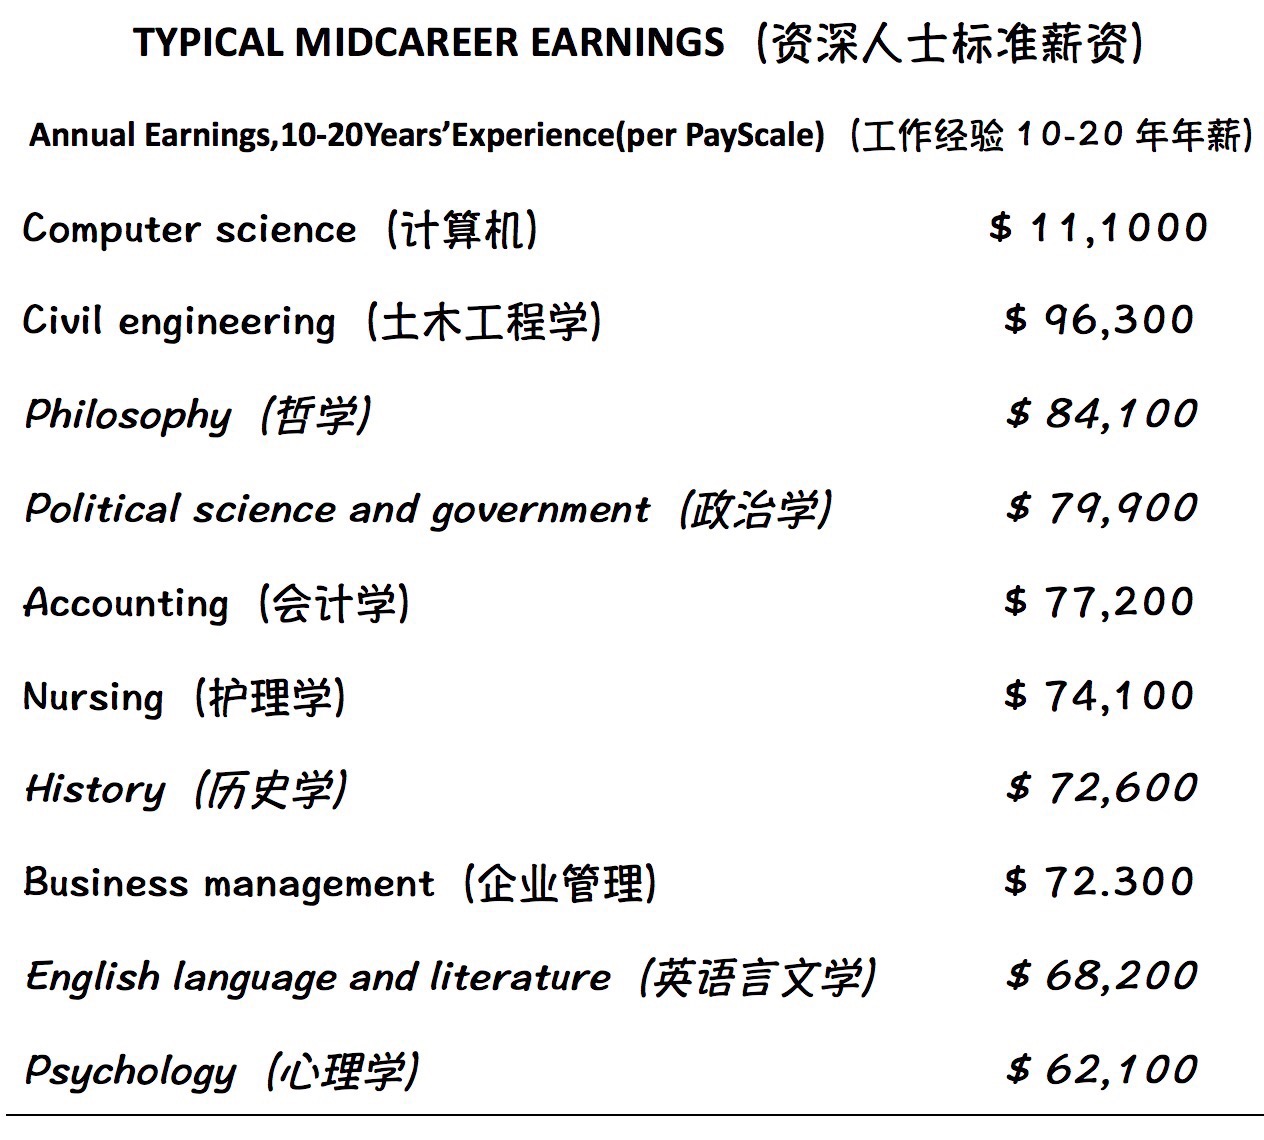 TYPICAL MIDCAREER EARNINGS (资深人士标准薪资)
Annual Earnings,10-20Years’Experience(per PayScale) (工作经验 10-20 年年薪)
Computer science (计算机) $ 11,1000
Civil engineering (土木工程学) $ 96,300
Philosophy (哲学) $ 84,100
Political science and government (政治学) $ 79,900
Accounting (会计学) $ 77,200
Nursing (护理学) $ 74,100
History (历史学) $ 72,600
Business management (企业管理) $ 72.300
English language and literature (英语言文学) $ 68,200
Psychology (心理学) $ 62,100